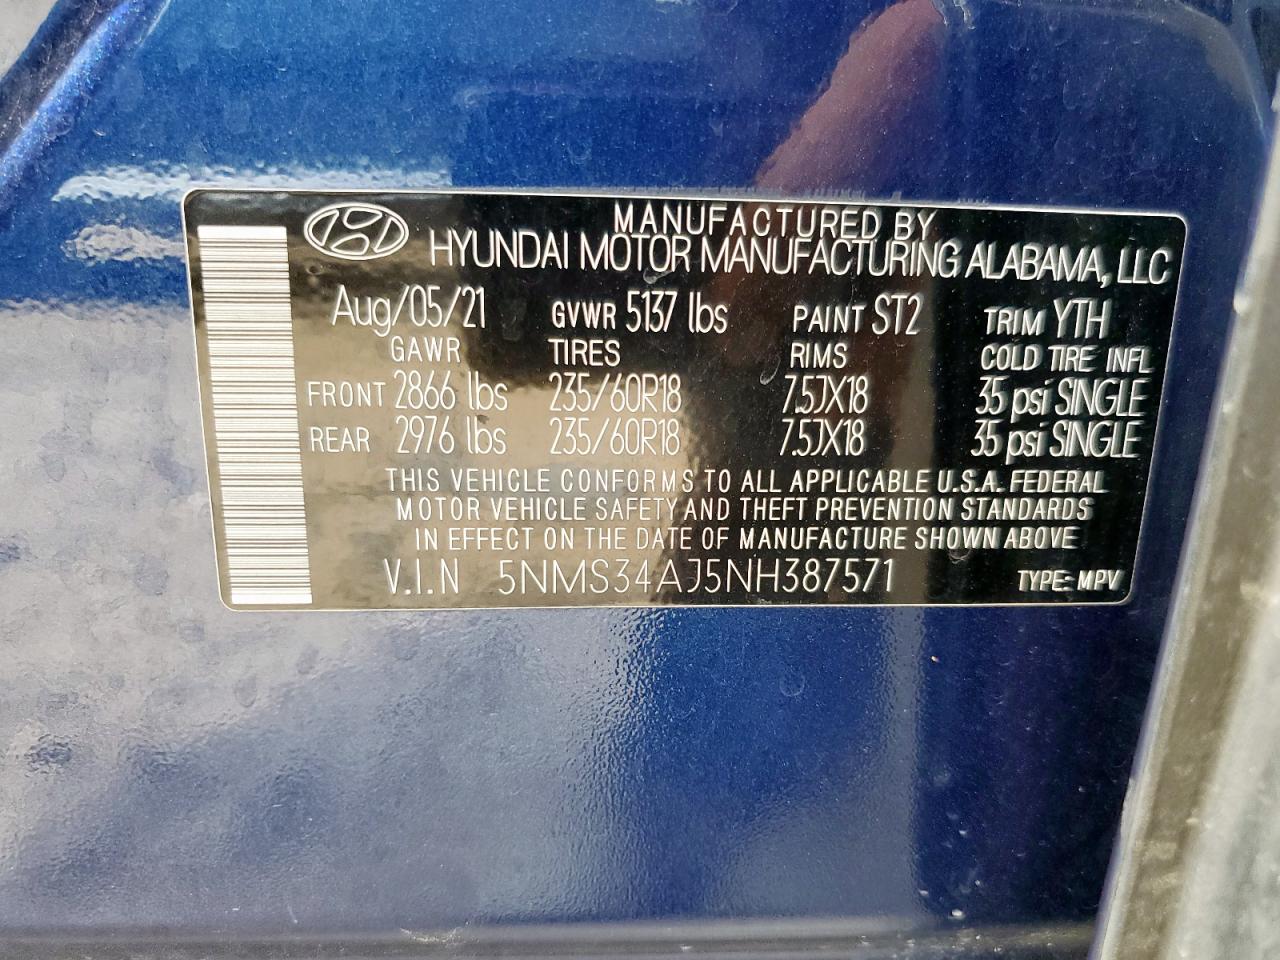 MANUFACTURED BY
HYUNDAI MOTOR MANUFACTURING ALABAMA, LLC
Aug/05/21 GVWR 5137 lbs PAINT ST2 TRIM YTH
GAWR TIRES RIMS COLD TIRE INFL
FRONT 2866 lbs 235/60R18 7.5JX18 35 psi SINGLE
REAR 2976 lbs 235/60R18 7.5JX18 35 psi SINGLE
THIS VEHICLE CONFORMS TO ALL APPLICABLE U.S.A. FEDERAL
MOTOR VEHICLE SAFETY AND THEFT PREVENTION STANDARDS
IN EFFECT ON THE DATE OF MANUFACTURE SHOWN ABOVE
V.I.N 5NMS34AJ5NH387571 TYPE: MPV